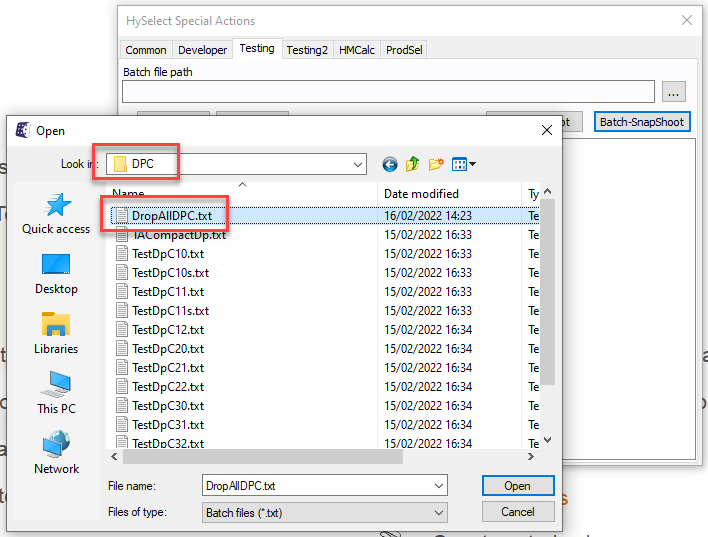 HySelect Special Actions
Common Developer Testing Testing2 HMCalc ProdSel
Batch file path
...
Batch-SnapShoot
Open
Look in: DPC
Name Date modified Ty
Quick access
Desktop
Libraries
This PC
Network
DropAllDPC.txt 16/02/2022 14:23 Te
TACompactDp.txt 15/02/2022 16:33 Te
TestDpC10.txt 15/02/2022 16:33 Te
TestDpC10s.txt 15/02/2022 16:33 Te
TestDpC11.txt 15/02/2022 16:33 Te
TestDpC11s.txt 15/02/2022 16:33 Te
TestDpC12.txt 15/02/2022 16:34 Te
TestDpC20.txt 15/02/2022 16:34 Te
TestDpC21.txt 15/02/2022 16:34 Te
TestDpC22.txt 15/02/2022 16:34 Te
TestDpC30.txt 15/02/2022 16:34 Te
TestDpC31.txt 15/02/2022 16:34 Te
TestDpC32.txt 15/02/2022 16:34 Te
File name: DropAllDPC.txt Open
Files of type: Batch files (*.txt) Cancel